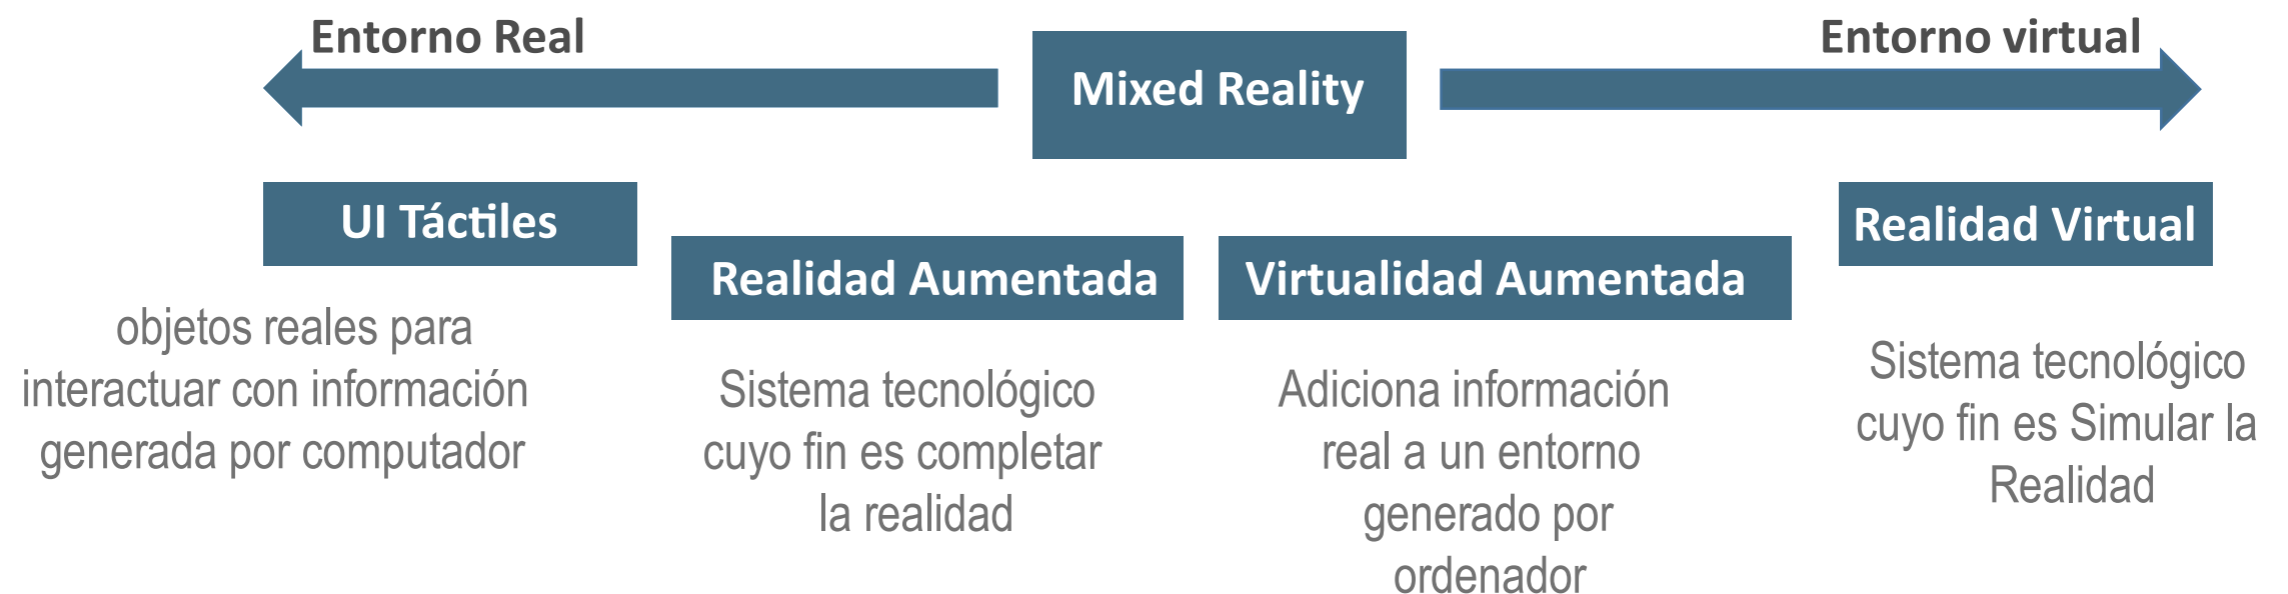 Entorno Real
Mixed Reality
Entorno virtual
UI Táctiles
objetos reales para
interactuar con información
generada por computador
Realidad Aumentada
Sistema tecnológico
cuyo fin es completar
la realidad
Virtualidad Aumentada
Adiciona información
real a un entorno
generado por
ordenador
Realidad Virtual
Sistema tecnológico
cuyo fin es Simular la
Realidad